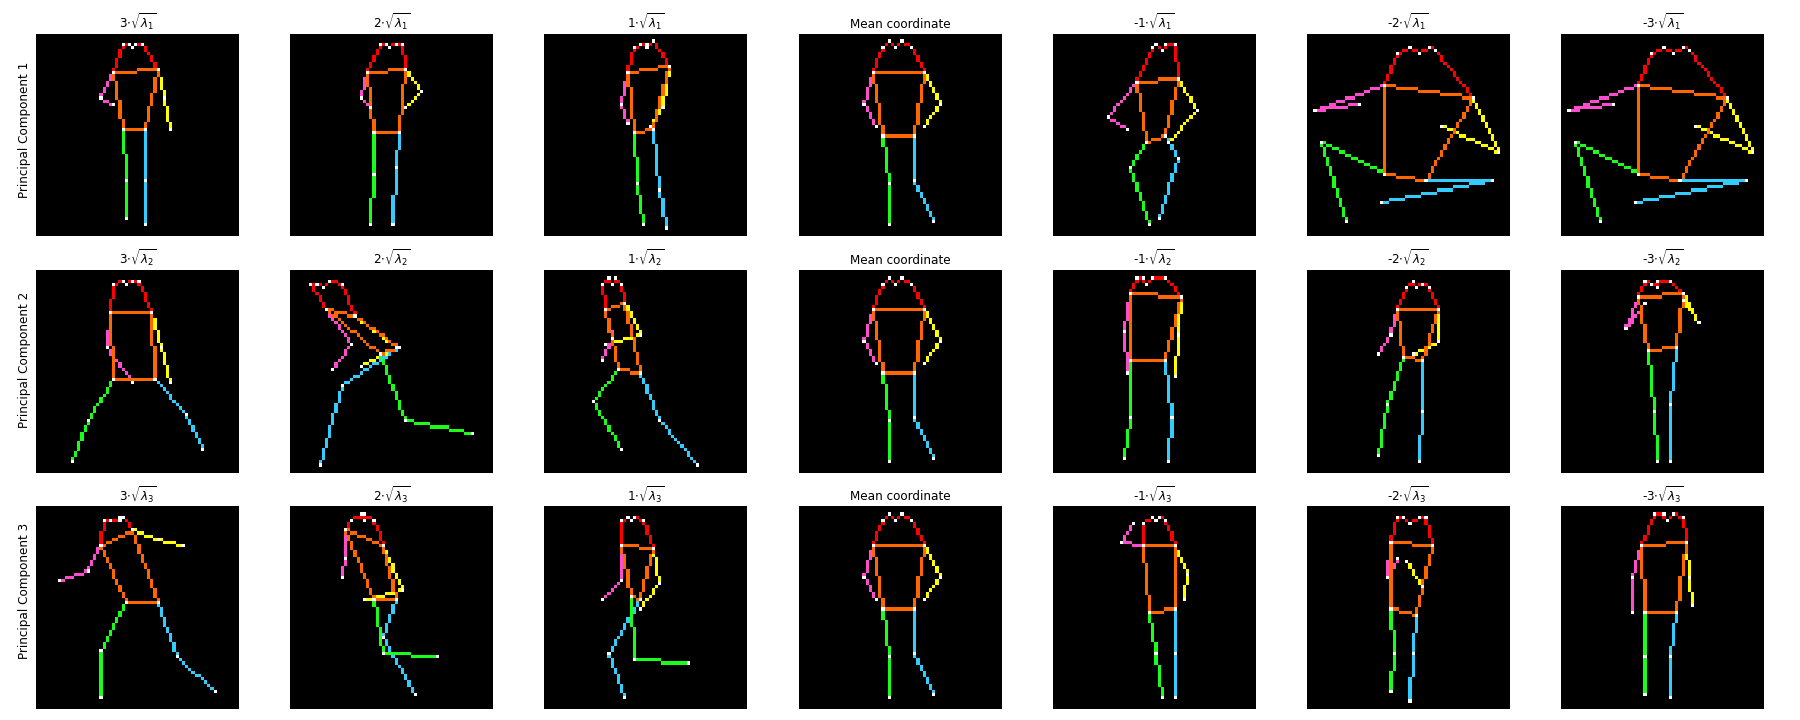 3·√λ₁ 2·√λ₁ 1·√λ₁ Mean coordinate -1·√λ₁ -2·√λ₁ -3·√λ₁
Principal Component 1
3·√λ₂ 2·√λ₂ 1·√λ₂ Mean coordinate -1·√λ₂ -2·√λ₂ -3·√λ₂
Principal Component 2
3·√λ₃ 2·√λ₃ 1·√λ₃ Mean coordinate -1·√λ₃ -2·√λ₃ -3·√λ₃
Principal Component 3